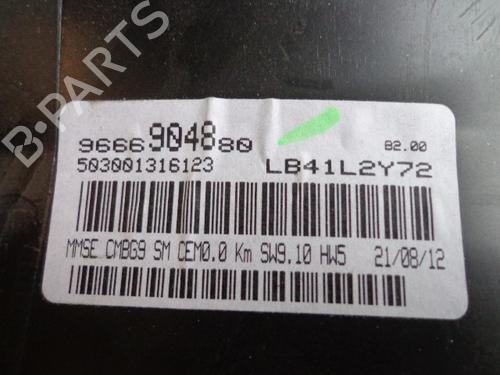 B-PARTS
9666904880
82.00
503001316123
LB41L2Y72
MMSE CMBG9 SM CEM0.0 Km SW9.10 HW5
21/08/12